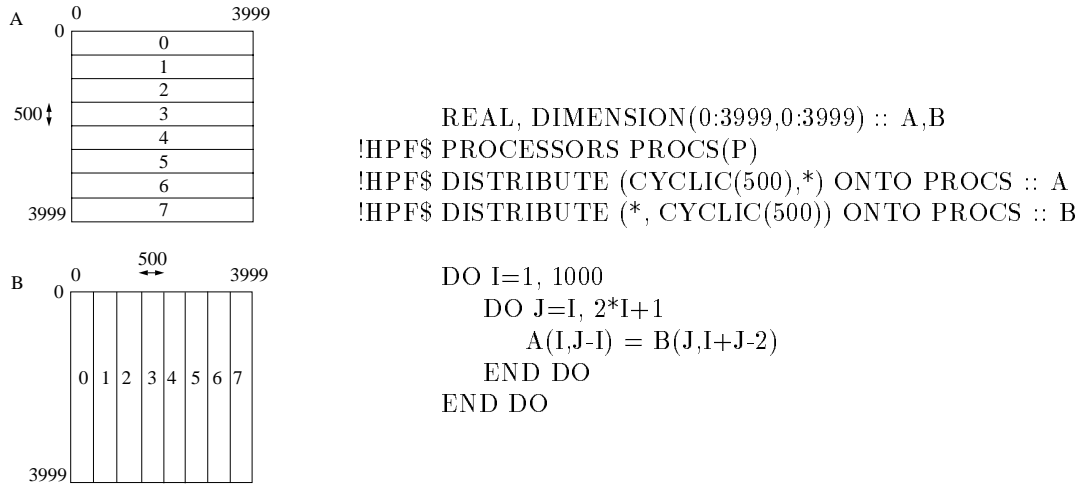 A 0 3999
0
0
1
2
500 3
4
5
6
3999 7
REAL, DIMENSION(0:3999,0:3999) :: A,B
!HPF$ PROCESSORS PROCS(P)
!HPF$ DISTRIBUTE (CYCLIC(500),*) ONTO PROCS :: A
!HPF$ DISTRIBUTE (*, CYCLIC(500)) ONTO PROCS :: B
DO I=1, 1000
DO J=I, 2*I+1
A(I,J-I) = B(J,I+J-2)
END DO
END DO
500
B 0 3999
0
0 1 2 3 4 5 6 7
3999